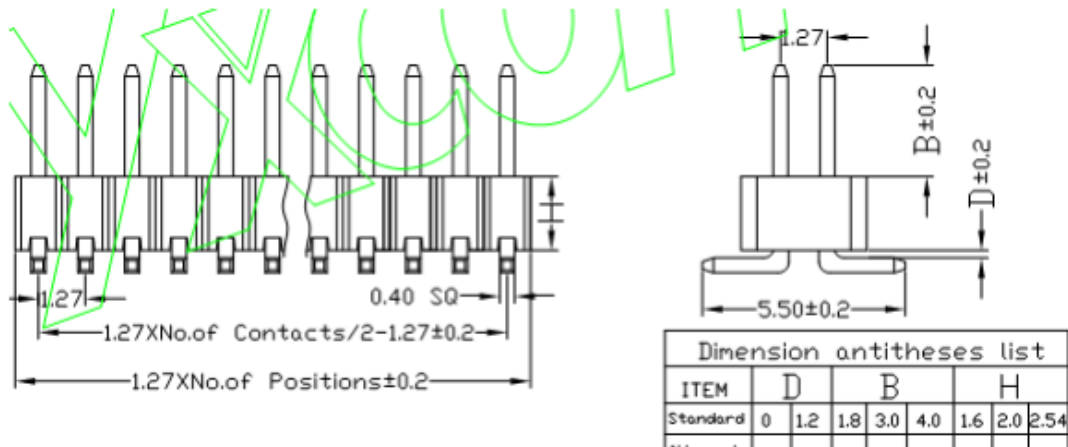 1.27
B±0.2
D±0.2
H
1.27
0.40 SQ
5.50±0.2
1.27XNo.of Contacts/2-1.27±0.2
1.27XNo.of Positions±0.2
Dimension antitheses list
ITEM D B H
Standard 0 1.2 1.8 3.0 4.0 1.6 2.0 2.54